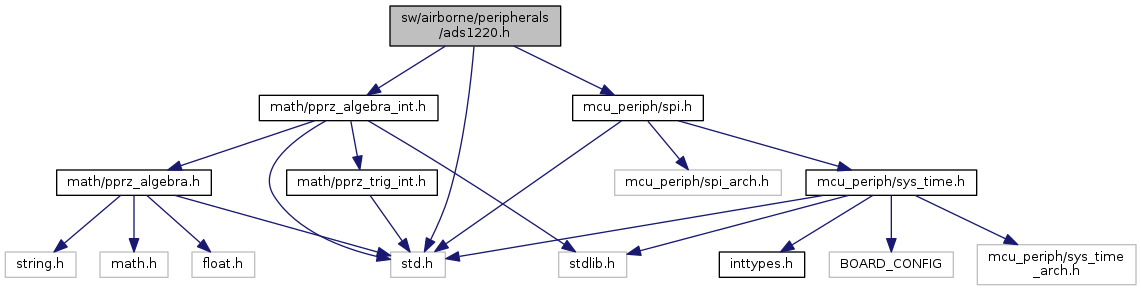 sw/airborne/peripherals
/ads1220.h
math/pprz_algebra_int.h
mcu_periph/spi.h
math/pprz_algebra.h
math/pprz_trig_int.h
mcu_periph/spi_arch.h
mcu_periph/sys_time.h
string.h
math.h
float.h
std.h
stdlib.h
inttypes.h
BOARD_CONFIG
mcu_periph/sys_time
_arch.h